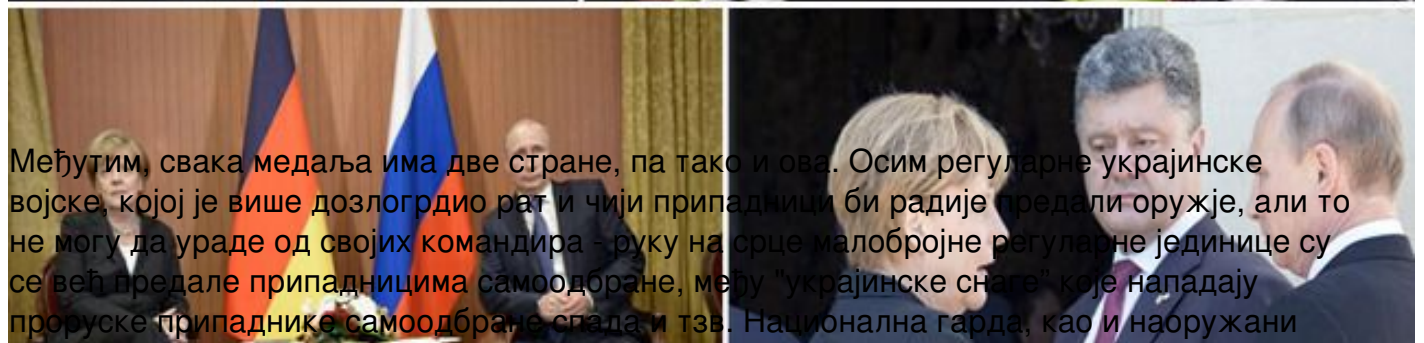 Међутим, свака медаља има две стране, па тако и ова. Осим регуларне украјинске
војске, којој је више дозлогрдио рат и чији припадници би радије предали оружје, али то
не могу да ураде од својих командира - руку на срце малобројне регуларне јединице су
се већ предале припадницима самоодбране, међу "украјинске снаге" које нападају
проруске припаднике самоодбране спада и тзв. Национална гарда, као и наоружани